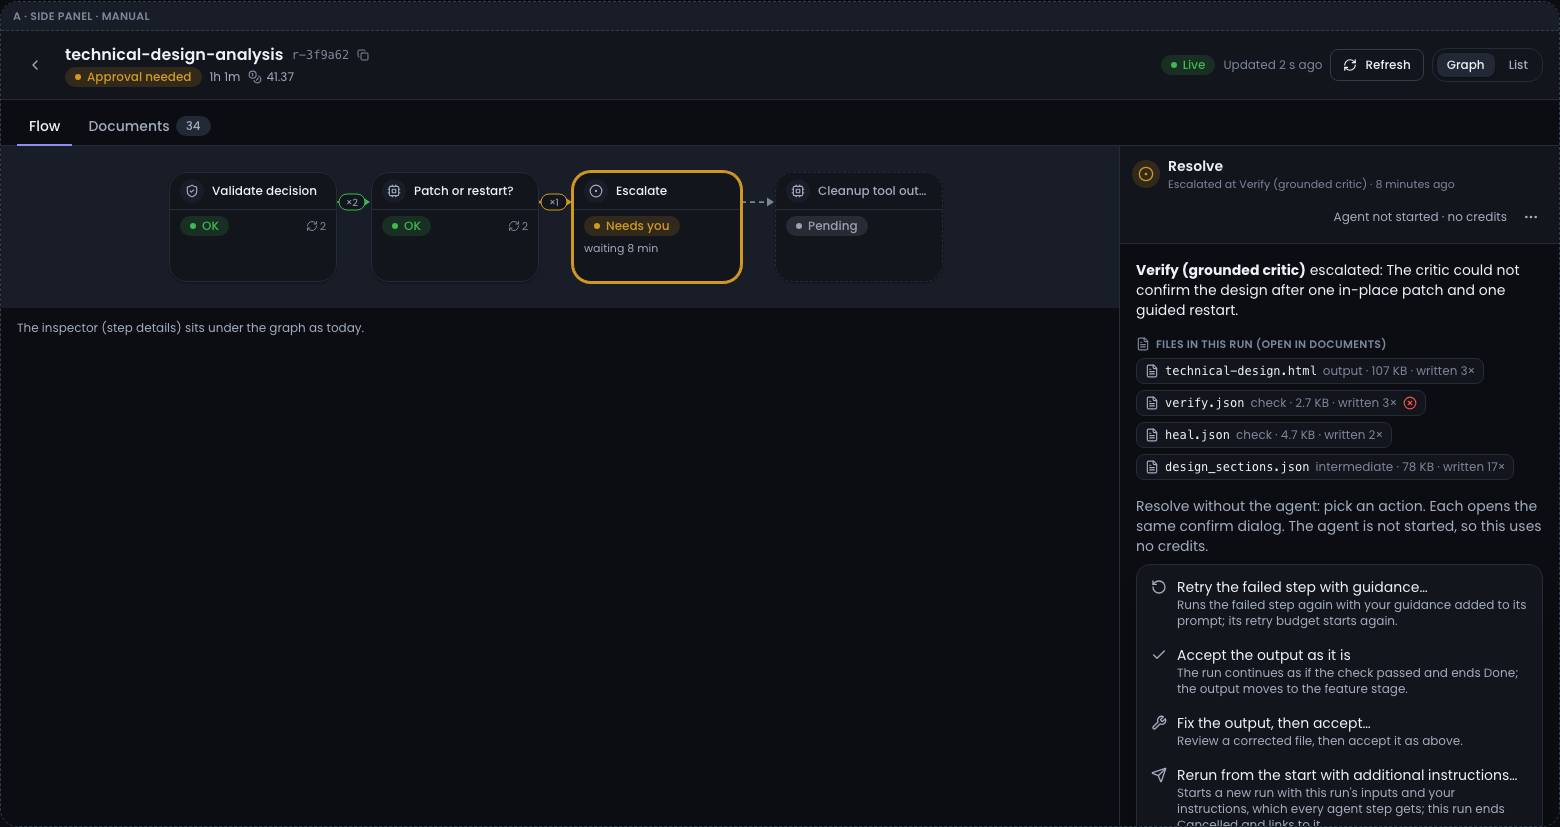 A · SIDE PANEL · MANUAL
technical-design-analysis r-3f9a62
Approval needed 1h 1m 41.37
Live Updated 2 s ago Refresh Graph List
Flow Documents 34
Validate decision
OK 2
×2
Patch or restart?
OK 2
×1
Escalate
Needs you
waiting 8 min
Cleanup tool out…
Pending
The inspector (step details) sits under the graph as today.
Resolve
Escalated at Verify (grounded critic) · 8 minutes ago
Agent not started · no credits
Verify (grounded critic) escalated: The critic could not
confirm the design after one in-place patch and one
guided restart.
FILES IN THIS RUN (OPEN IN DOCUMENTS)
technical-design.html output · 107 KB · written 3×
verify.json check · 2.7 KB · written 3×
heal.json check · 4.7 KB · written 2×
design_sections.json intermediate · 78 KB · written 17×
Resolve without the agent: pick an action. Each opens the
same confirm dialog. The agent is not started, so this uses
no credits.
Retry the failed step with guidance…
Runs the failed step again with your guidance added to its
prompt; its retry budget starts again.
Accept the output as it is
The run continues as if the check passed and ends Done;
the output moves to the feature stage.
Fix the output, then accept…
Review a corrected file, then accept it as above.
Rerun from the start with additional instructions…
Starts a new run with this run's inputs and your
instructions, which every agent step gets; this run ends
Cancelled and links to it